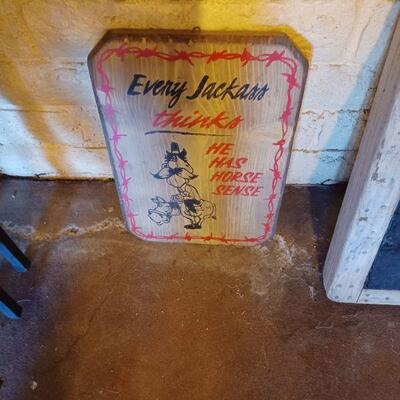 Every Jackass
thinks
HE
HAS
HORSE
SENSE